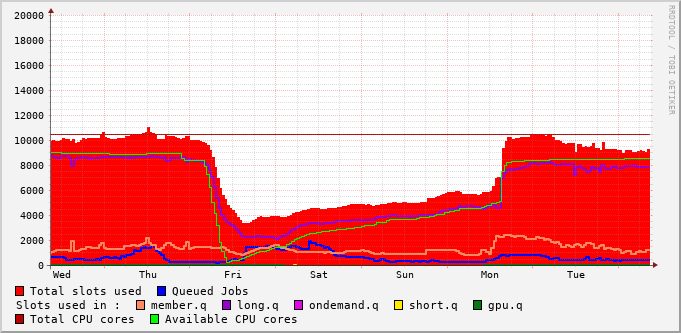 RRDTOOL / TOBI OETIKER
20000
18000
16000
14000
12000
10000
8000
6000
4000
2000
0
Wed Thu Fri Sat Sun Mon Tue
Total slots used Queued Jobs
Slots used in : member.q long.q ondemand.q short.q gpu.q
Total CPU cores Available CPU cores